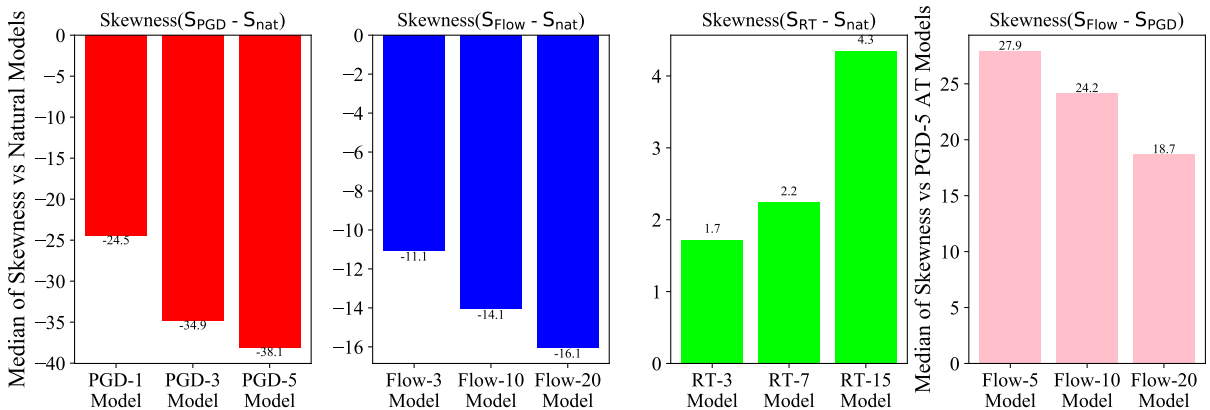 Skewness(S_PGD - S_nat)
Median of Skewness vs Natural Models
0
−5
−10
−15
−20
−25
−30
−35
−40
-24.5
-34.9
-38.1
PGD-1 Model
PGD-3 Model
PGD-5 Model
Skewness(S_Flow - S_nat)
0
−2
−4
−6
−8
−10
−12
−14
−16
-11.1
-14.1
-16.1
Flow-3 Model
Flow-10 Model
Flow-20 Model
Skewness(S_RT - S_nat)
4
3
2
1
0
1.7
2.2
4.3
RT-3 Model
RT-7 Model
RT-15 Model
Skewness(S_Flow - S_PGD)
Median of Skewness vs PGD-5 AT Models
25
20
15
10
5
0
27.9
24.2
18.7
Flow-5 Model
Flow-10 Model
Flow-20 Model